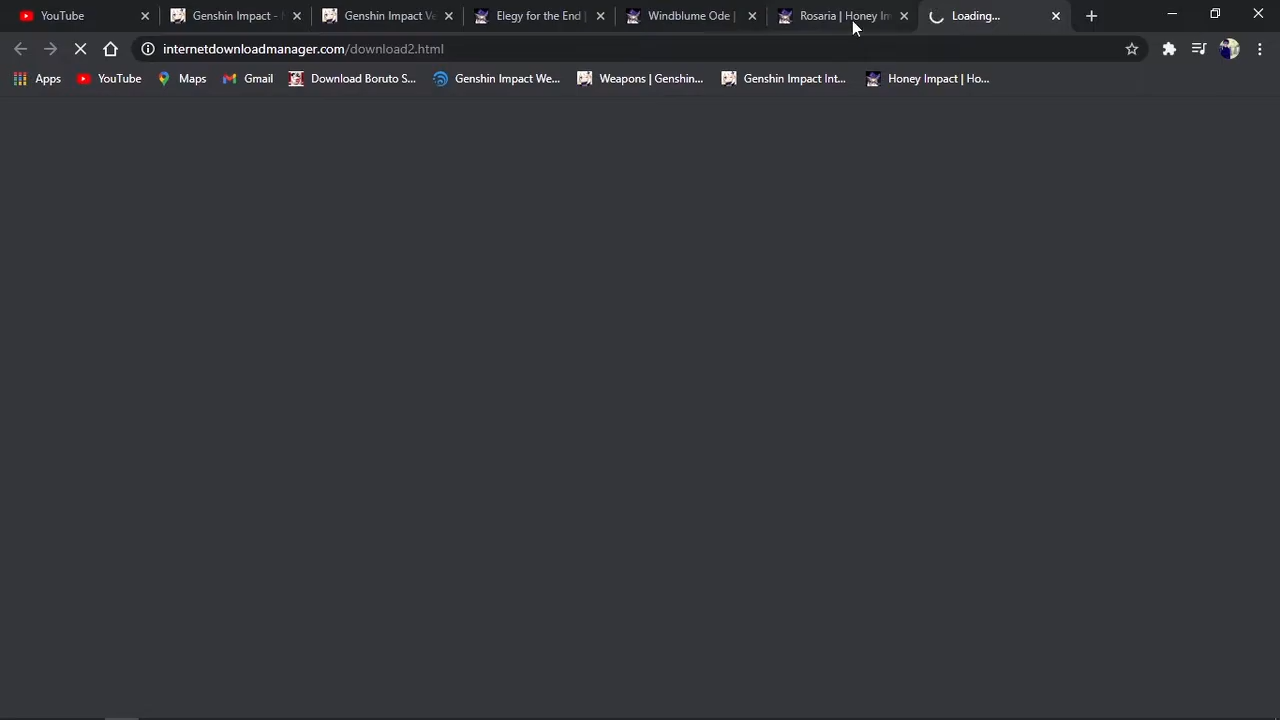 YouTube Genshin Impact - Genshin Impact Ve Elegy for the End | Windblume Ode | Rosaria | Honey Im Loading...
internetdownloadmanager.com/download2.html
Apps YouTube Maps Gmail Download Boruto S... Genshin Impact We... Weapons | Genshin... Genshin Impact Int... Honey Impact | Ho...